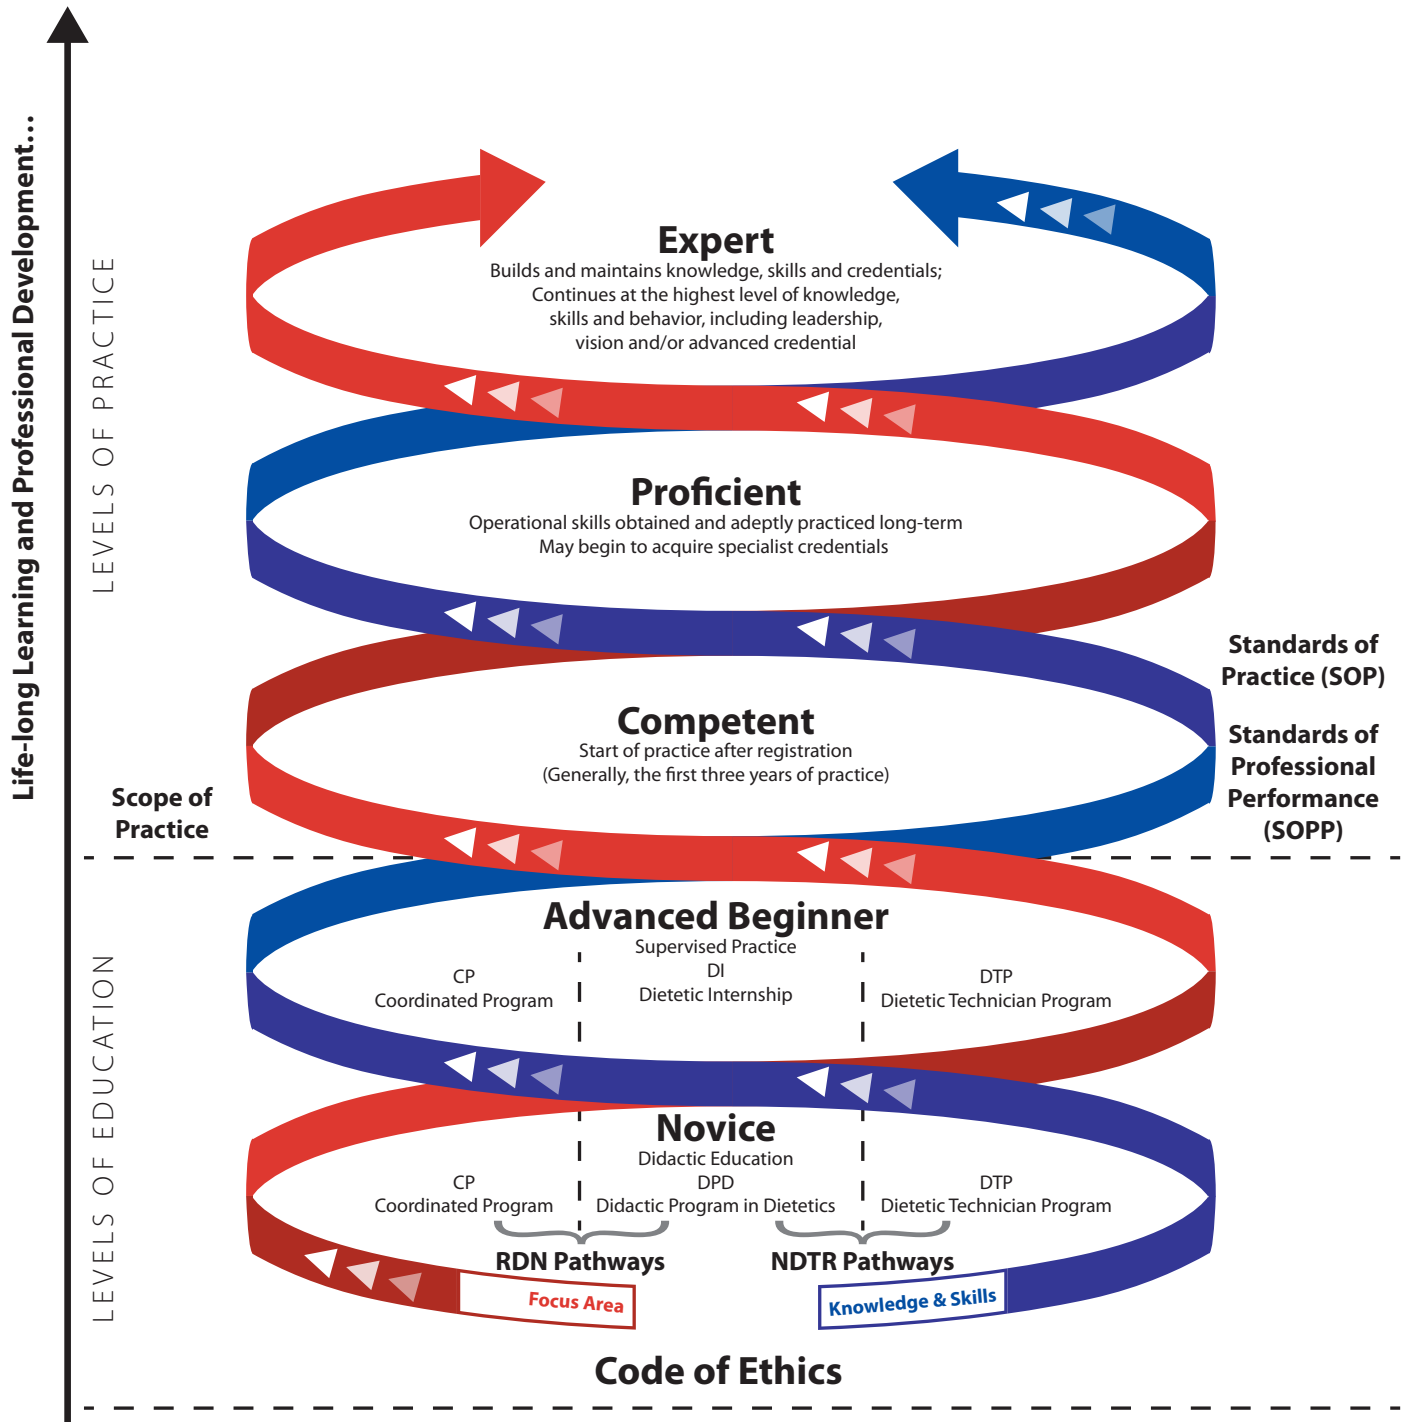 Life-long Learning and Professional Development...
LEVELS OF PRACTICE
Expert
Builds and maintains knowledge, skills and credentials;
Continues at the highest level of knowledge,
skills and behavior, including leadership,
vision and/or advanced credential
Proficient
Operational skills obtained and adeptly practiced long-term
May begin to acquire specialist credentials
Standards of
Practice (SOP)
Standards of
Professional
Performance
(SOPP)
Competent
Start of practice after registration
(Generally, the first three years of practice)
Scope of
Practice
LEVELS OF EDUCATION
Advanced Beginner
Supervised Practice
DI
Dietetic Internship
CP
Coordinated Program
DTP
Dietetic Technician Program
Novice
Didactic Education
DPD
Didactic Program in Dietetics
CP
Coordinated Program
DTP
Dietetic Technician Program
RDN Pathways
NDTR Pathways
Focus Area
Knowledge & Skills
Code of Ethics